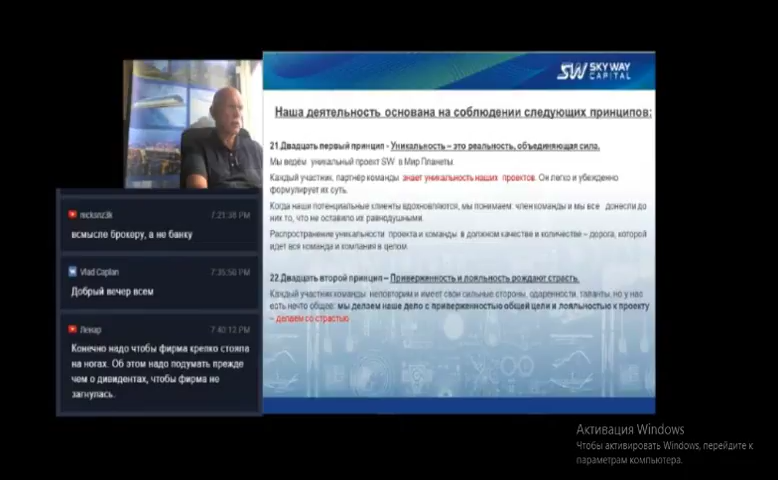 SW SKY WAY
CAPITAL
Наша деятельность основана на соблюдении следующих принципов:
21.Двадцать первый принцип - Уникальность – это реальность, объединяющая сила.
Мы ведём уникальный проект SW в Мир Планеты.
Каждый участник, партнёр команды знает уникальность наших проектов. Он легко и убежденно
формулирует их суть.
Когда наши потенциальные клиенты вдохновляются, мы понимаем: член команды и мы все донесли до
них то, что не оставило их равнодушными.
Распространение уникальности проекта и команды в должном качестве и количестве – дорога, которой
идет вся команда и компания в целом.
22.Двадцать второй принцип – Приверженность и лояльность рождают страсть.
Каждый участник команды неповторим и имеет свои сильные стороны, одаренности, таланты, но у нас
есть нечто общее: мы делаем наше дело с приверженностью общей цели и лояльностью к проекту
– делаем со страстью
7:21:38 PM
всмысле брокеру, а не банку
Vlad Caplan 7:35:50 PM
Добрый вечер всем
Ленар 7:40:13 PM
Конечно надо чтобы фирма крепко стояла
на ногах. Об этом надо подумать прежде
чем о дивидентах, чтобы фирма не
загнулась.
Активация Windows
Чтобы активировать Windows, перейдите к
параметрам компьютера.